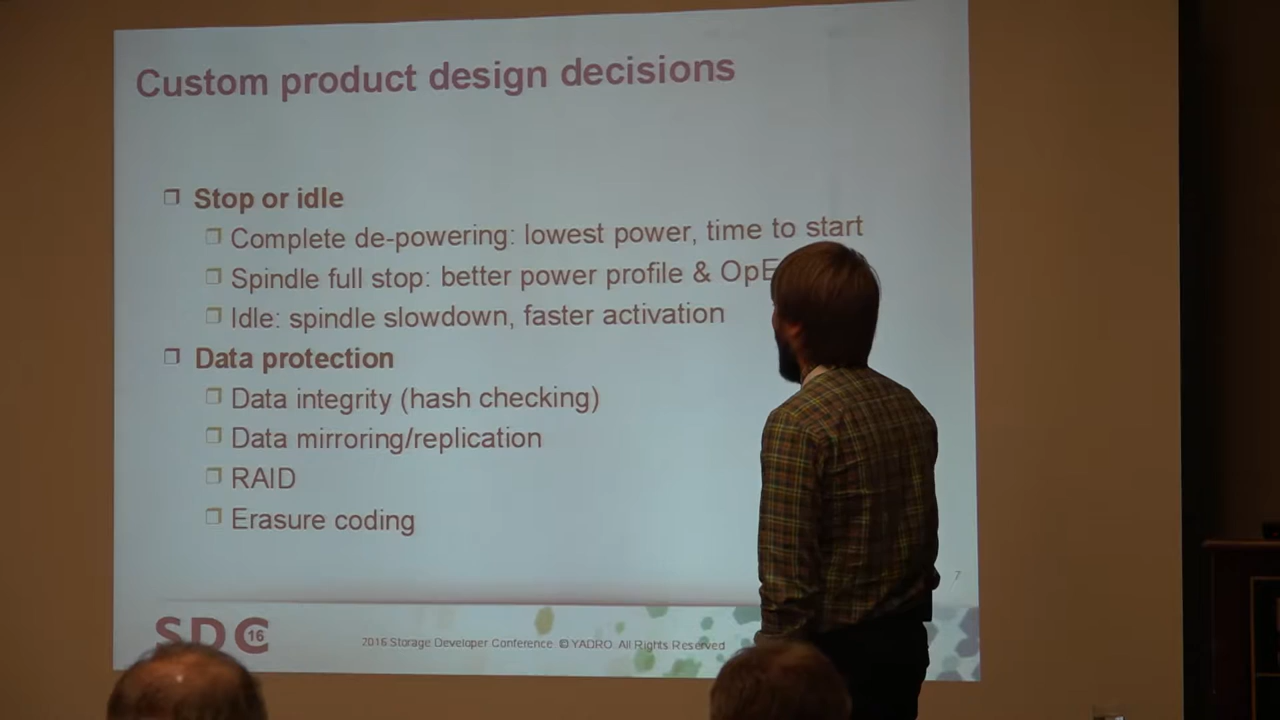 Custom product design decisions
Stop or idle
Complete de-powering: lowest power, time to start
Spindle full stop: better power profile &
Idle: spindle slowdown, faster activation
Data protection
Data integrity (hash checking)
Data mirroring/replication
RAID
Erasure coding
7
SDC 16
2016 Storage Developer Conference. © YADRO. All Rights Reserved.